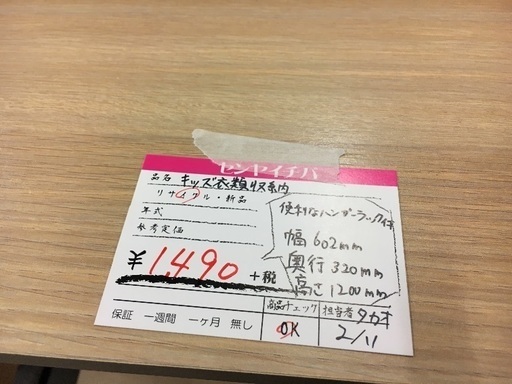 センヤイチバ
品名 キッズ衣類収納
リサイクル・新品
年式
参考定価
¥1,490 +税
便利なハンガーラック付
幅 602mm
奥行 320mm
高さ 1200mm
商品チェック 担当者 タカオ
OK 2/11
保証 一週間 一ヶ月 無し